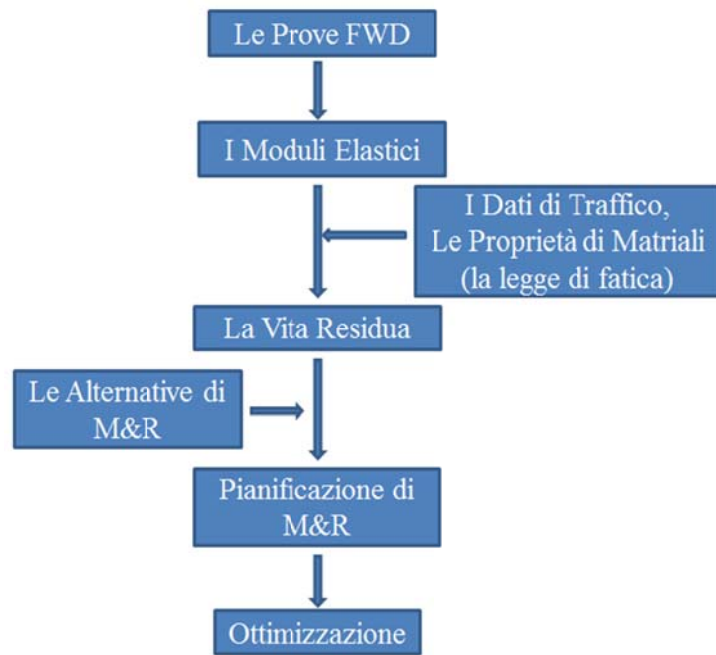 Le Prove FWD
I Moduli Elastici
I Dati di Traffico,
Le Proprietà di Matriali
(la legge di fatica)
La Vita Residua
Le Alternative di
M&R
Pianificazione di
M&R
Ottimizzazione